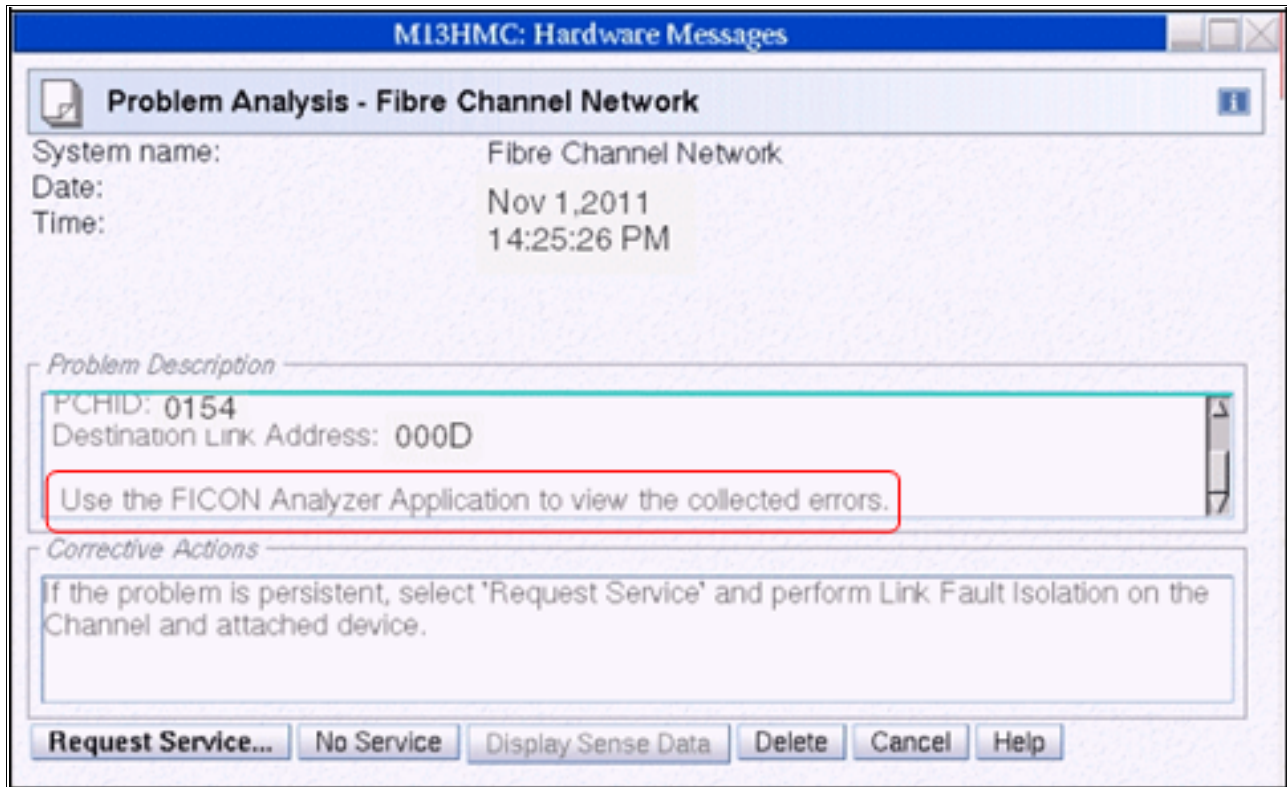 M13HMC: Hardware Messages
Problem Analysis - Fibre Channel Network
i
System name: Fibre Channel Network
Date: Nov 1,2011
Time: 14:25:26 PM
Problem Description
PCHID: 0154
Destination Link Address: 000D
Use the FICON Analyzer Application to view the collected errors.
Corrective Actions
If the problem is persistent, select 'Request Service' and perform Link Fault Isolation on the
Channel and attached device.
Request Service... No Service Display Sense Data Delete Cancel Help